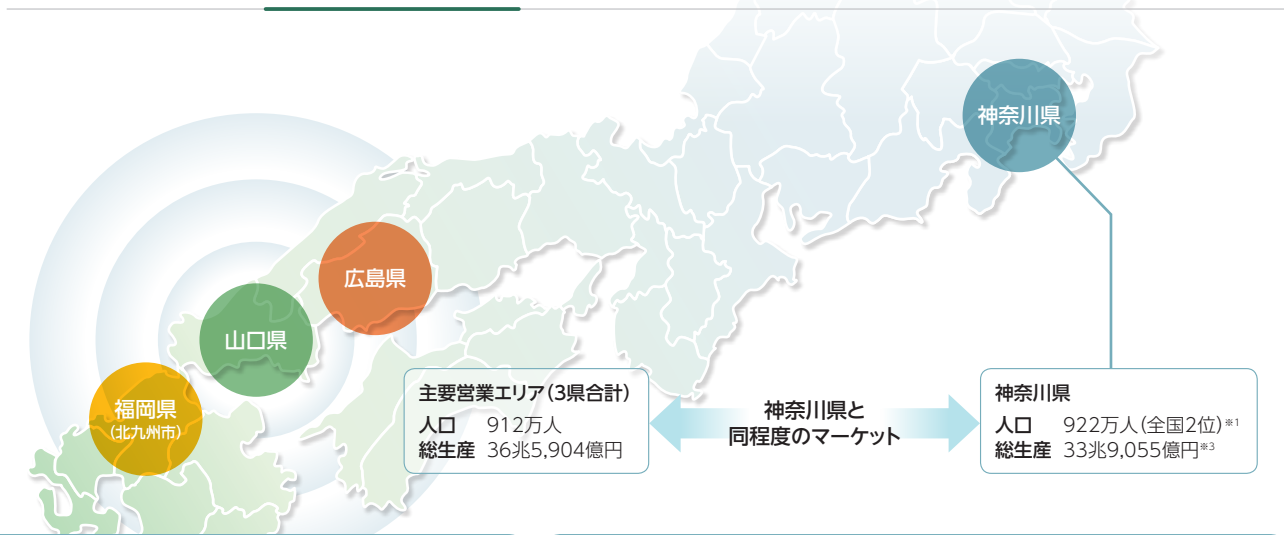 神奈川県
広島県
山口県
福岡県
(北九州市)
主要営業エリア(3県合計)
人口 912万人
総生産 36兆5,904億円
神奈川県と
同程度のマーケット
神奈川県
人口 922万人(全国2位)※1
総生産 33兆9,055億円※3